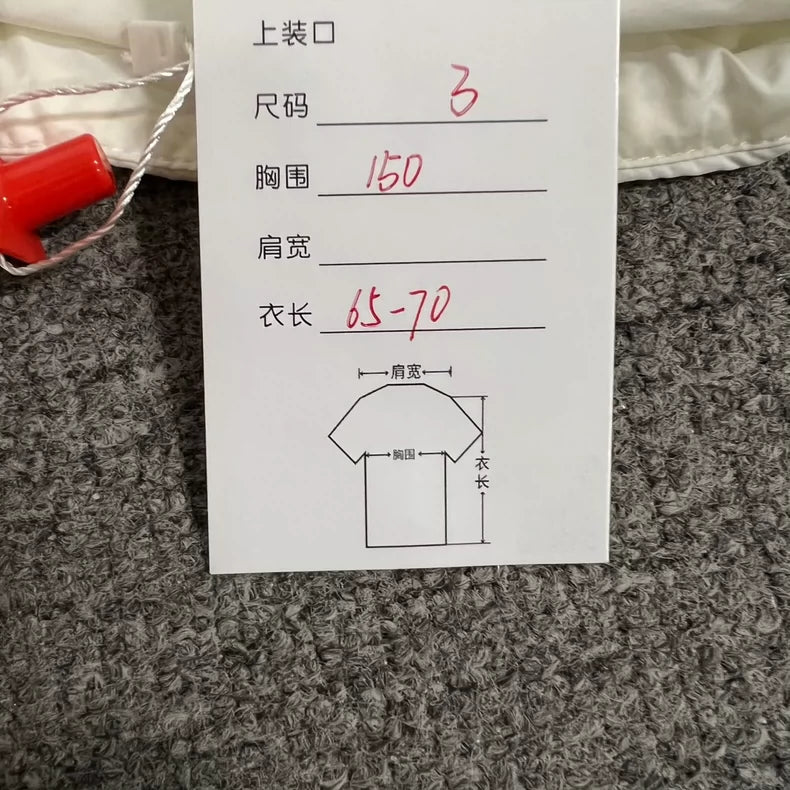 上装口
尺码 3
胸围 150
肩宽
衣长 65-70
肩宽
胸围
衣长